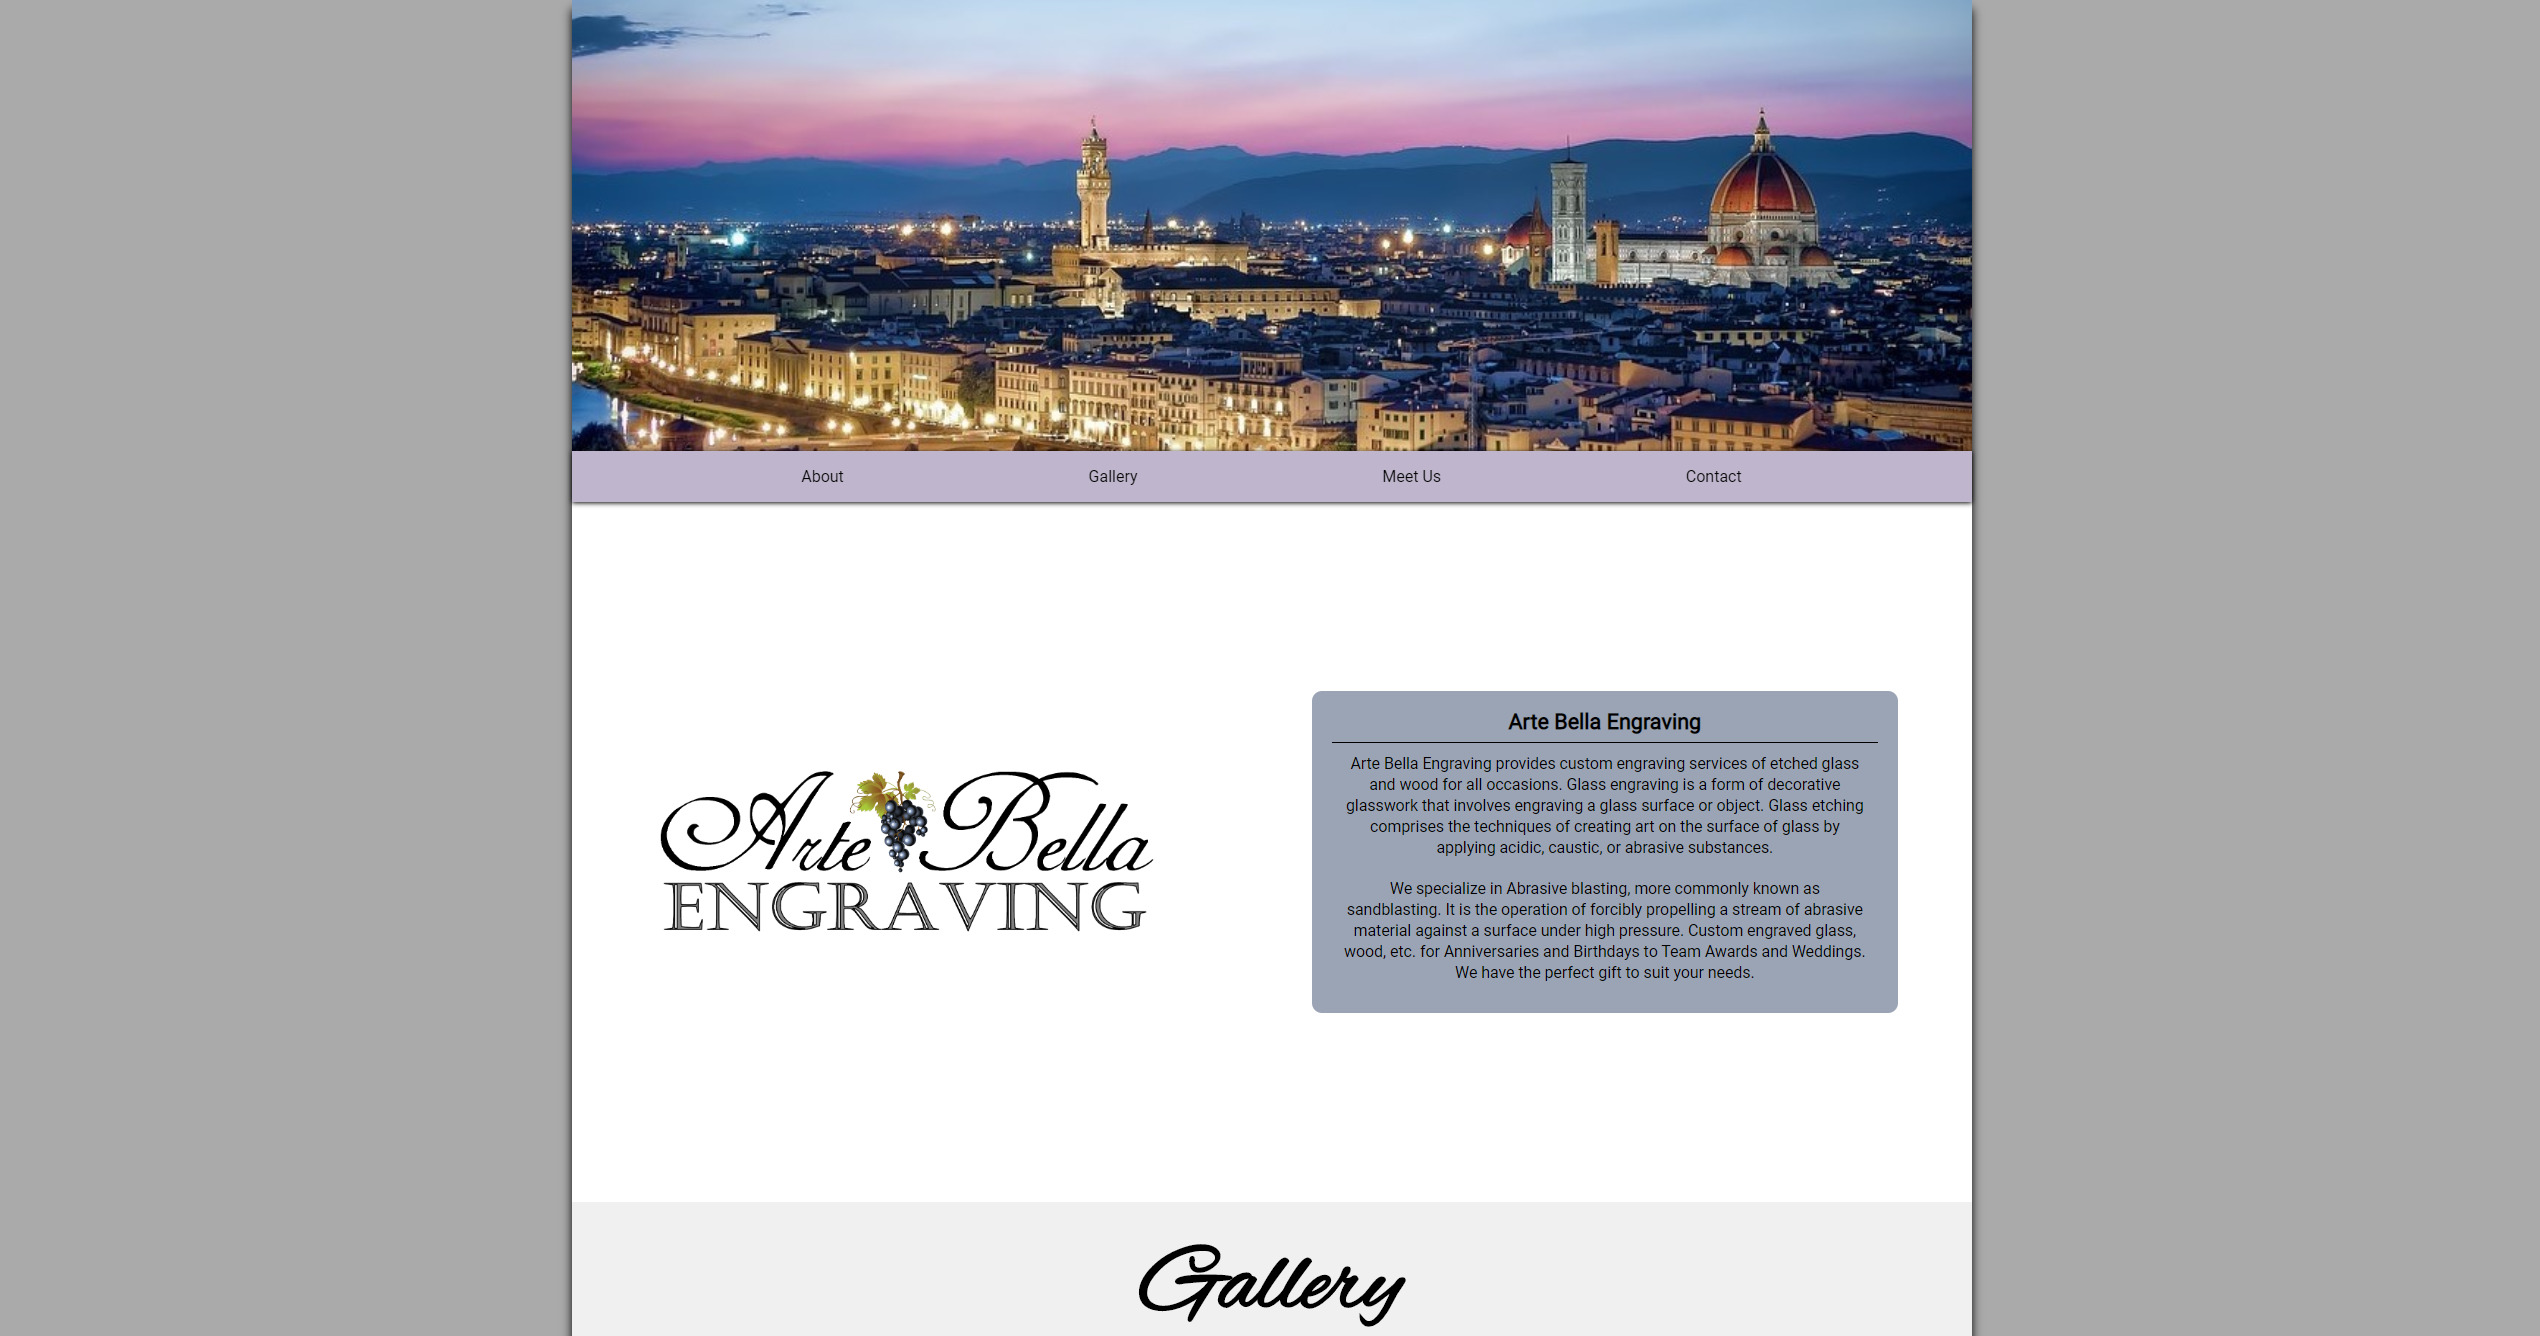 About
Gallery
Meet Us
Contact
Arte Bella
ENGRAVING
Arte Bella Engraving
Arte Bella Engraving provides custom engraving services of etched glass
and wood for all occasions. Glass engraving is a form of decorative
glasswork that involves engraving a glass surface or object. Glass etching
comprises the techniques of creating art on the surface of glass by
applying acidic, caustic, or abrasive substances.
We specialize in Abrasive blasting, more commonly known as
sandblasting. It is the operation of forcibly propelling a stream of abrasive
material against a surface under high pressure. Custom engraved glass,
wood, etc. for Anniversaries and Birthdays to Team Awards and Weddings.
We have the perfect gift to suit your needs.
Gallery